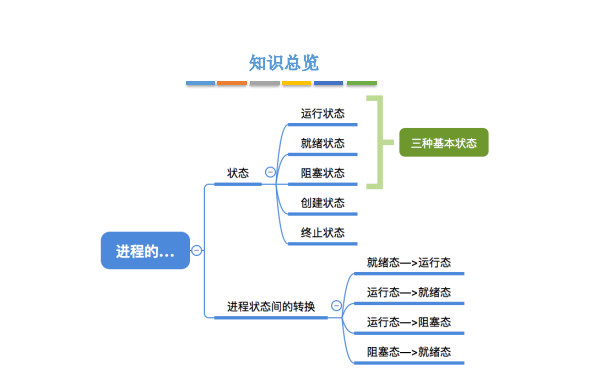 知识总览
运行状态
就绪状态
三种基本状态
状态
阻塞状态
创建状态
终止状态
进程的...
就绪态—>运行态
进程状态间的转换
运行态—>就绪态
运行态—>阻塞态
阻塞态—>就绪态